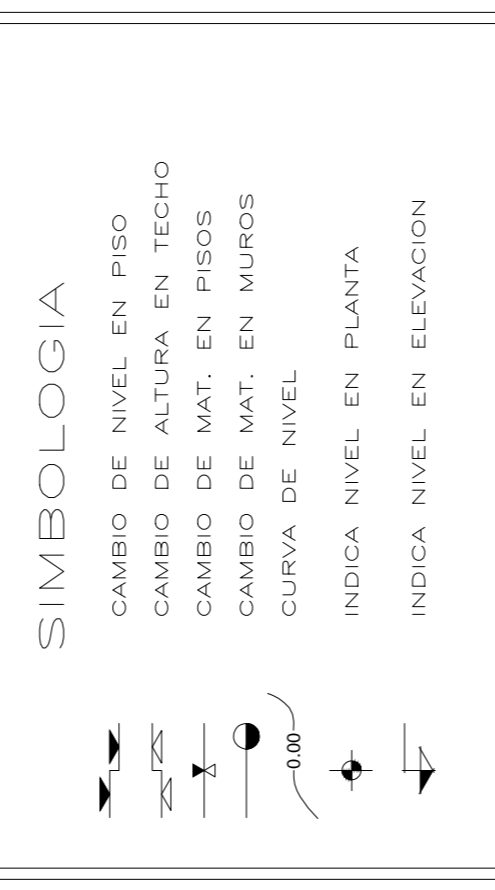 SIMBOLOGIA
CAMBIO DE NIVEL EN PISO
CAMBIO DE ALTURA EN TECHO
CAMBIO DE MAT. EN PISOS
CAMBIO DE MAT. EN MUROS
0.00 CURVA DE NIVEL
INDICA NIVEL EN PLANTA
INDICA NIVEL EN ELEVACION